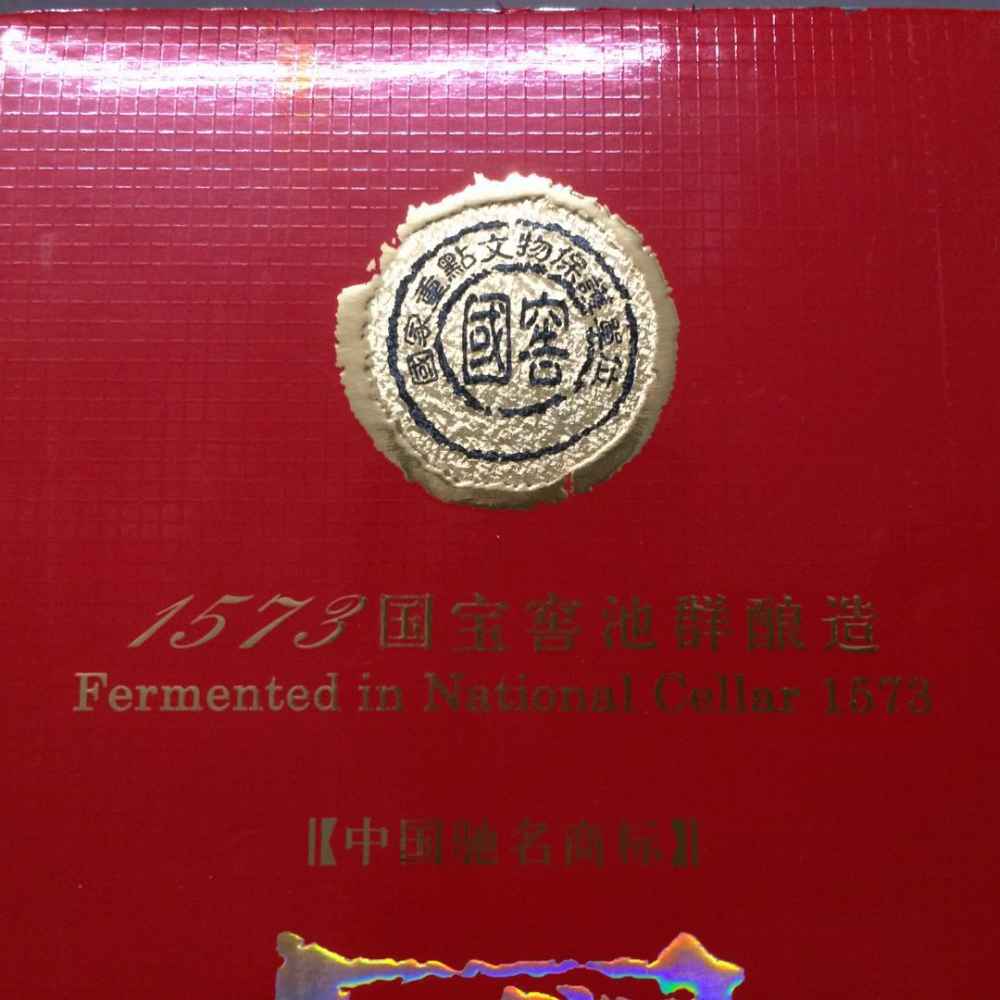 國家重點文物保護單位
國窖
1573国宝窖池群酿造
Fermented in National Cellar 1573
【中国驰名商标】